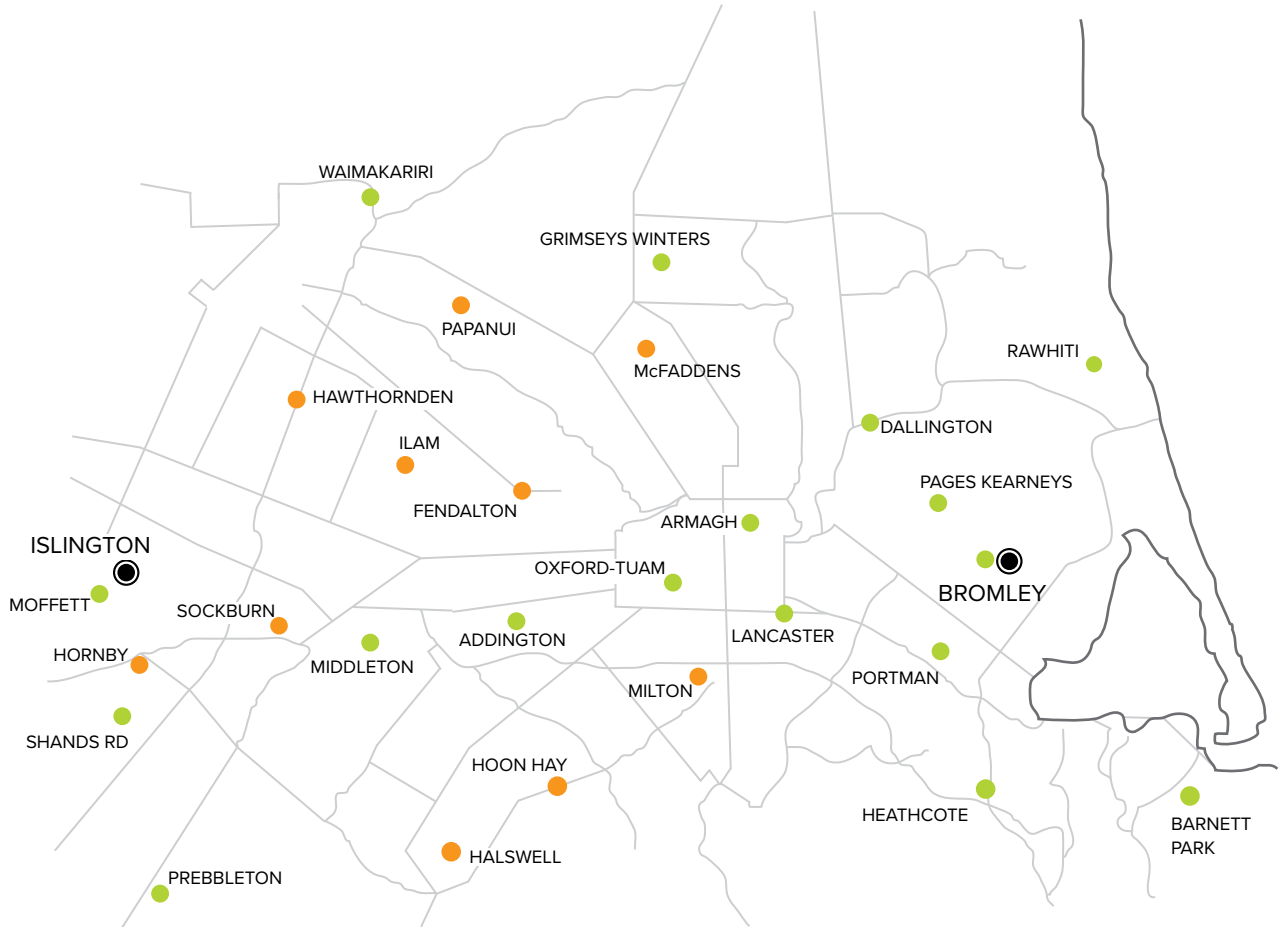 WAIMAKARIRI
GRIMSEYS WINTERS
PAPANUI
RAWHITI
McFADDENS
HAWTHORNDEN
DALLINGTON
ILAM
PAGES KEARNEYS
FENDALTON
ARMAGH
ISLINGTON
OXFORD-TUAM
BROMLEY
MOFFETT
SOCKBURN
LANCASTER
ADDINGTON
HORNBY
MIDDLETON
PORTMAN
MILTON
SHANDS RD
HOON HAY
HEATHCOTE
BARNETT
PARK
HALSWELL
PREBBLETON